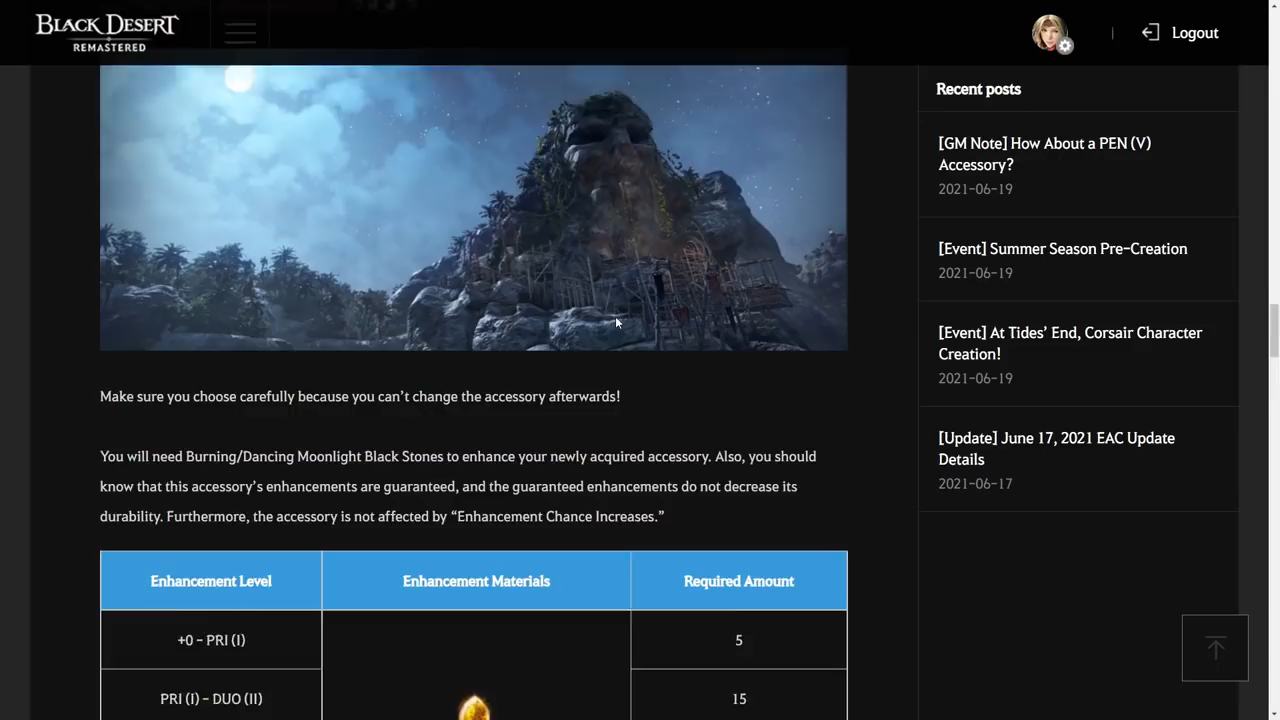 BLACK DESERT
REMASTERED
Logout
Make sure you choose carefully because you can’t change the accessory afterwards!
You will need Burning/Dancing Moonlight Black Stones to enhance your newly acquired accessory. Also, you should
know that this accessory’s enhancements are guaranteed, and the guaranteed enhancements do not decrease its
durability. Furthermore, the accessory is not affected by “Enhancement Chance Increases.”
Enhancement Level Enhancement Materials Required Amount
+0 – PRI (I) 5
PRI (I) – DUO (II) 15
Recent posts
[GM Note] How About a PEN (V)
Accessory?
2021-06-19
[Event] Summer Season Pre-Creation
2021-06-19
[Event] At Tides’ End, Corsair Character
Creation!
2021-06-19
[Update] June 17, 2021 EAC Update
Details
2021-06-17